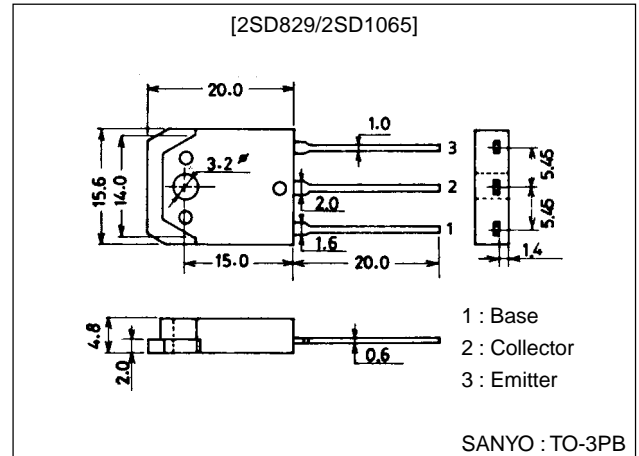 [2SD829/2SD1065]
20.0
1.0
3
3.2 ø
5.45
15.6
14.0
2
2.0
5.45
1
1.6
15.0
20.0
1.4
4.8
2.0
0.6
1 : Base
2 : Collector
3 : Emitter
SANYO : TO-3PB